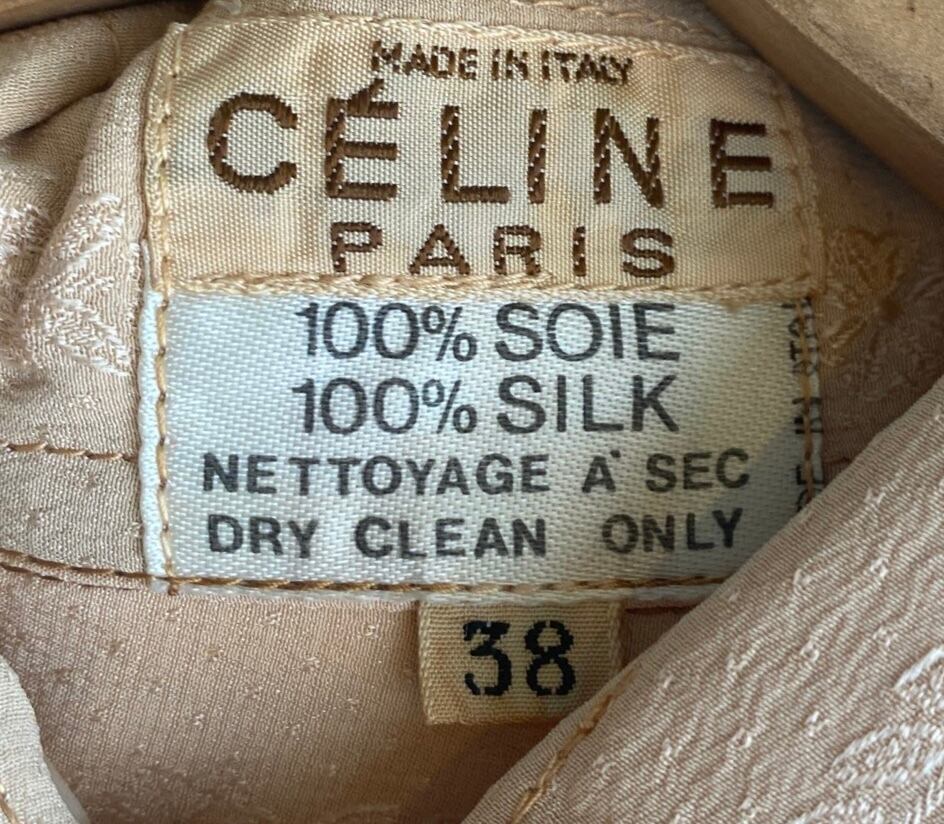 MADE IN ITALY
CÉLINE
PARIS
100% SOIE
100% SILK
NETTOYAGE À SEC
DRY CLEAN ONLY
38